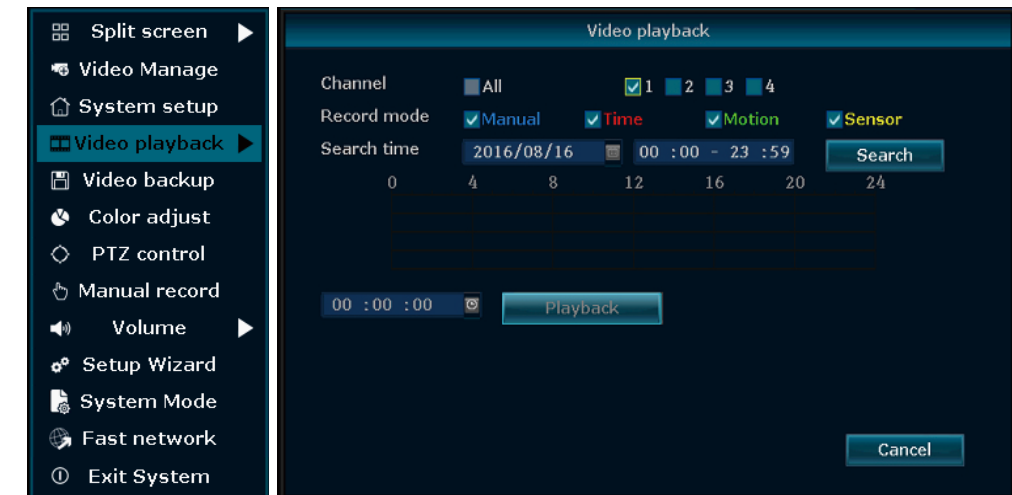 Split screen
Video Manage
System setup
Video playback
Video backup
Color adjust
PTZ control
Manual record
Volume
Setup Wizard
System Mode
Fast network
Exit System
Video playback
Channel All 1 2 3 4
Record mode Manual Time Motion Sensor
Search time 2016/08/16 00 :00 - 23 :59 Search
0 4 8 12 16 20 24
00 :00 :00 Playback
Cancel